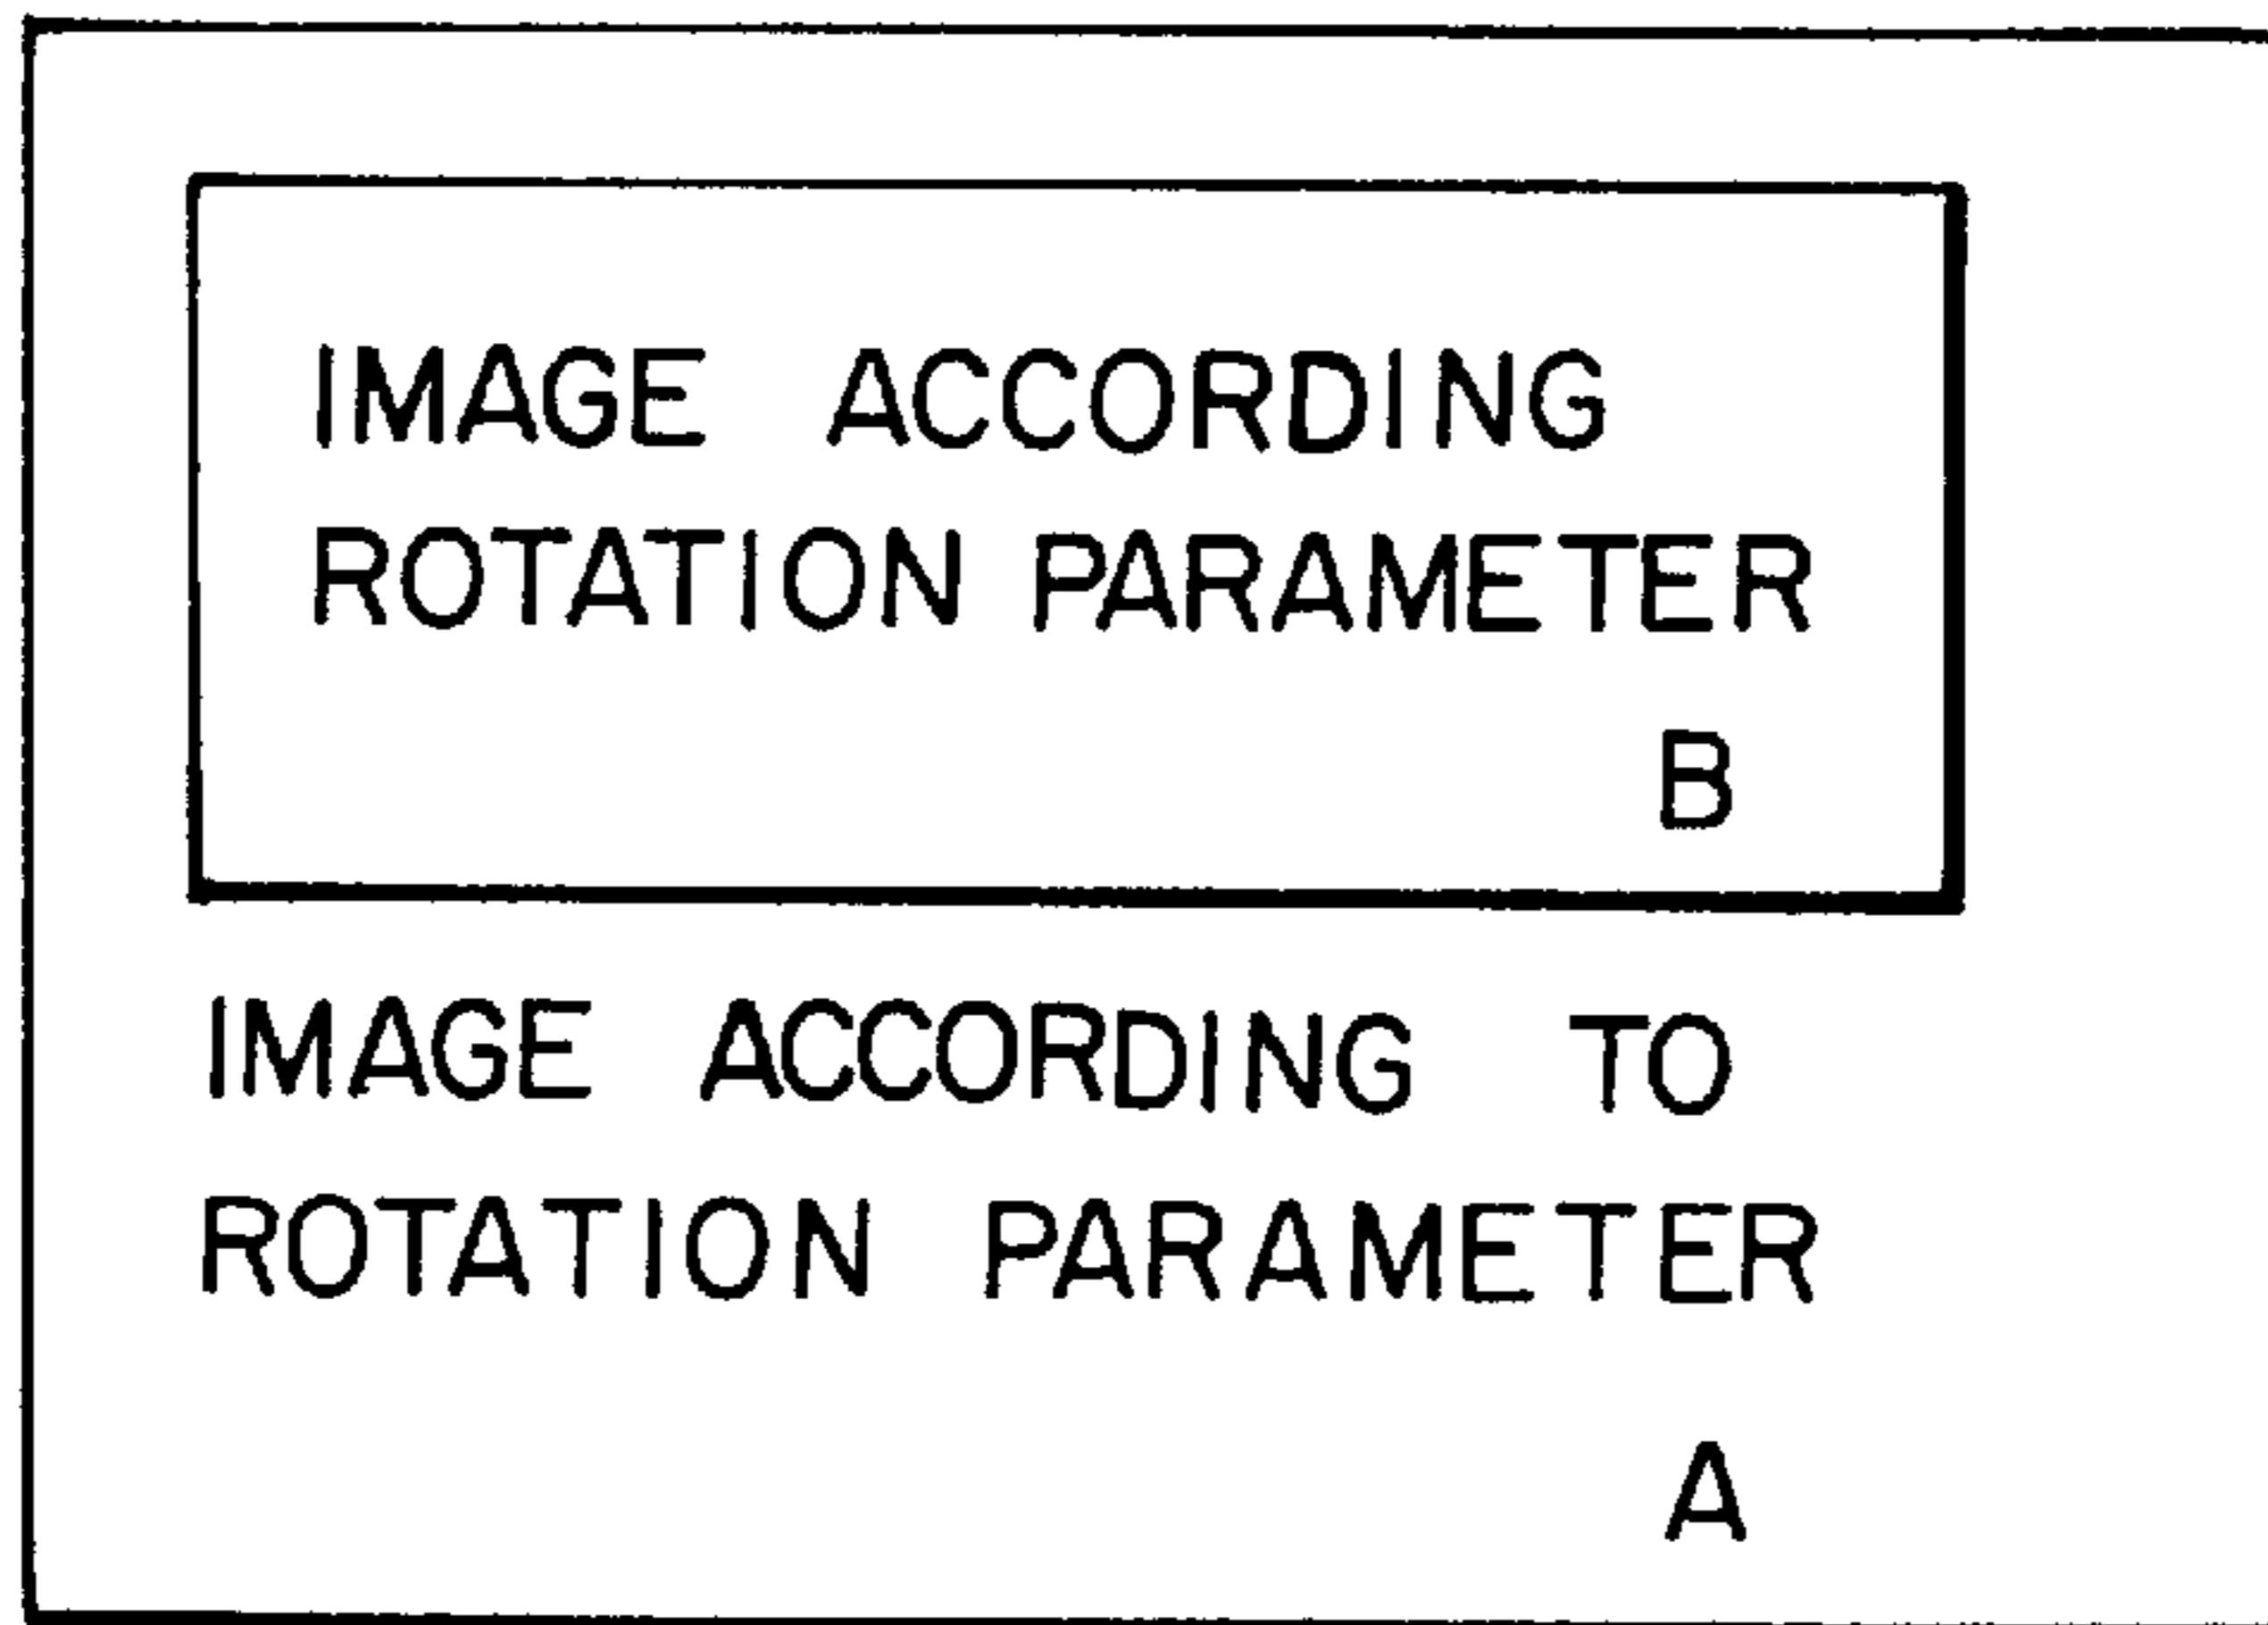 IMAGE ACCORDING
ROTATION PARAMETER
B
IMAGE ACCORDING TO
ROTATION PARAMETER
A